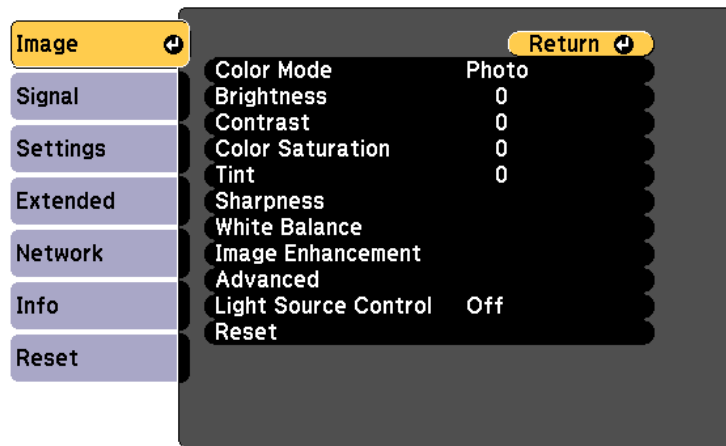 Image
Signal
Settings
Extended
Network
Info
Reset
Return
Color Mode Photo
Brightness 0
Contrast 0
Color Saturation 0
Tint 0
Sharpness
White Balance
Image Enhancement
Advanced
Light Source Control Off
Reset